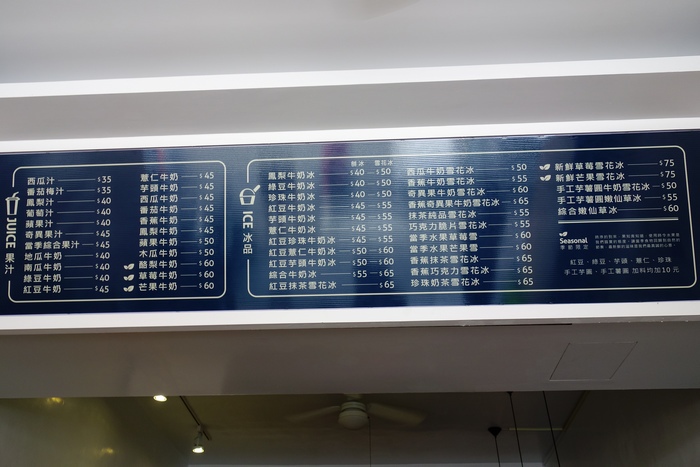 JUICE 果汁
西瓜汁 $35
番茄梅汁 $35
鳳梨汁 $40
葡萄汁 $40
蘋果汁 $40
奇異果汁 $45
當季綜合果汁 $45
地瓜牛奶 $40
南瓜牛奶 $40
綠豆牛奶 $40
紅豆牛奶 $45
薏仁牛奶 $45
芋頭牛奶 $45
西瓜牛奶 $45
番茄牛奶 $45
香蕉牛奶 $45
鳳梨牛奶 $45
蘋果牛奶 $50
木瓜牛奶 $50
酪梨牛奶 $60
草莓牛奶 $60
芒果牛奶 $60
ICE 冰品
雪花冰
鳳梨牛奶冰 $40 $50
綠豆牛奶冰 $40 $50
珍珠牛奶冰 $40 $50
紅豆牛奶冰 $45 $55
芋頭牛奶冰 $45 $55
薏仁牛奶冰 $45 $55
紅豆珍珠牛奶冰 $45 $55
紅豆薏仁牛奶冰 $50 $60
紅豆芋頭牛奶冰 $50 $60
綜合牛奶冰 $55 $65
紅豆抹茶雪花冰 $65
西瓜牛奶雪花冰 $50
香蕉牛奶雪花冰 $55
奇異果牛奶雪花冰 $60
香蕉奇異果牛奶雪花冰 $65
抹茶純品雪花冰 $55
巧克力脆片雪花冰 $55
當季水果草莓雪 $60
當季水果芒果雪 $60
香蕉抹茶雪花冰 $65
香蕉巧克力雪花冰 $65
珍珠奶茶雪花冰 $65
新鮮草莓雪花冰 $75
新鮮芒果雪花冰 $75
手工芋薯圓牛奶雪花冰 $50
手工芋薯圓嫩仙草冰 $55
綜合嫩仙草冰 $60
Seasonal
季節限定
紅豆·綠豆·芋頭·薏仁·珍珠
手工芋圓·手工薯圓 加料均加10元